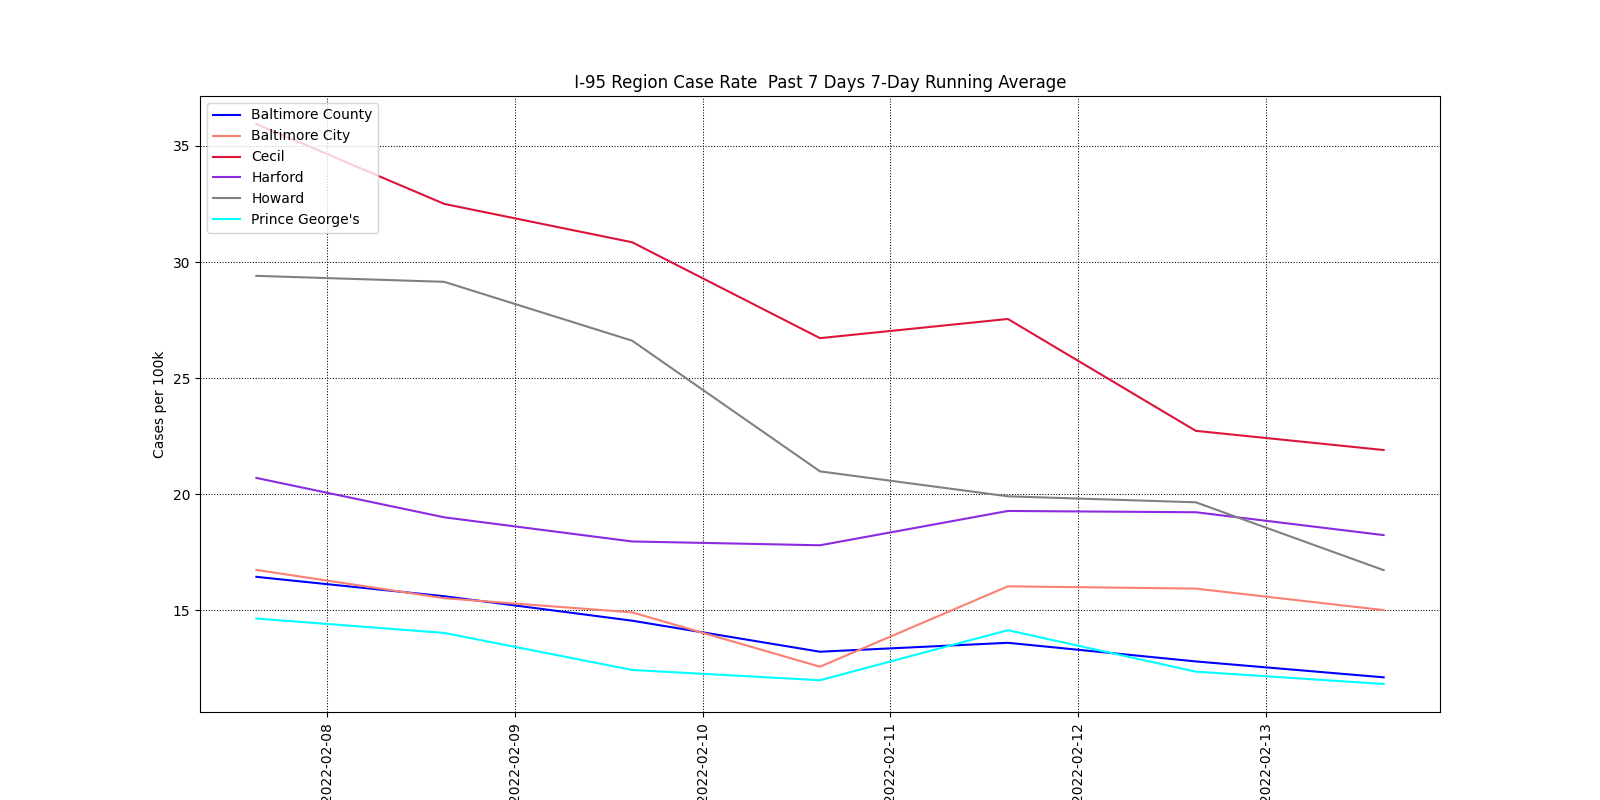 I-95 Region Case Rate  Past 7 Days 7-Day Running Average
Baltimore County
Baltimore City
Cecil
Harford
Howard
Prince George's
Cases per 100k
35
30
25
20
15
2022-02-08
2022-02-09
2022-02-10
2022-02-11
2022-02-12
2022-02-13